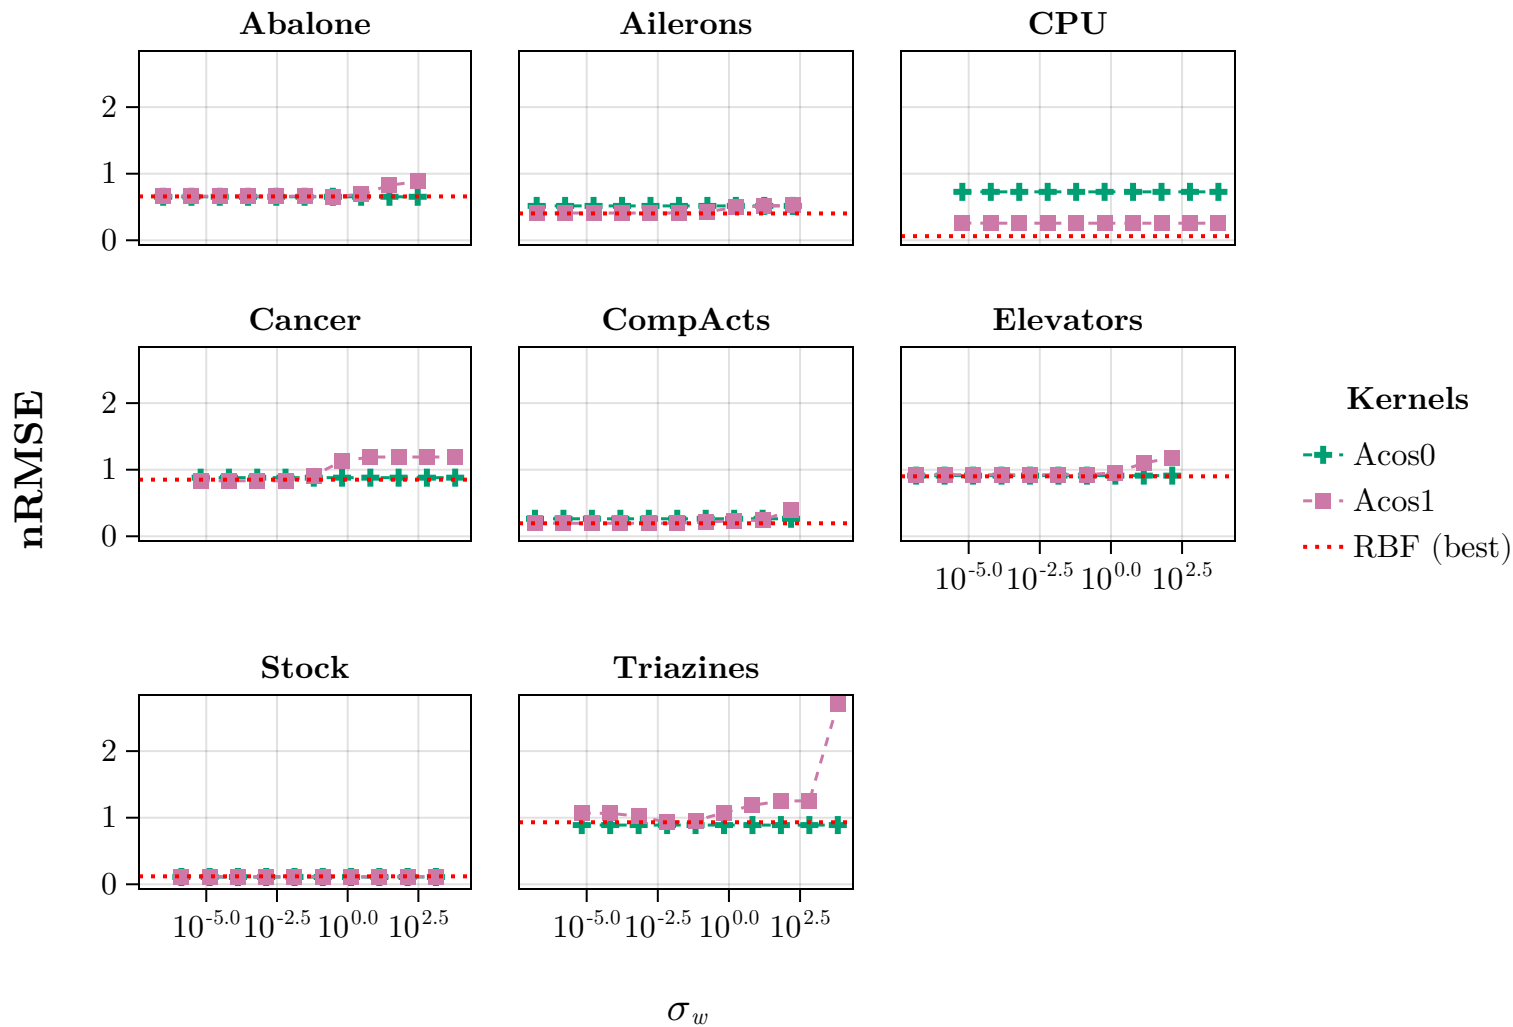 Abalone
Ailerons
CPU
2
1
0
Cancer
CompActs
Elevators
2
1
0
10^-5.0 10^-2.5 10^0.0 10^2.5
Stock
Triazines
2
1
0
10^-5.0 10^-2.5 10^0.0 10^2.5
10^-5.0 10^-2.5 10^0.0 10^2.5
nRMSE
σ_w
Kernels
Acos0
Acos1
RBF (best)